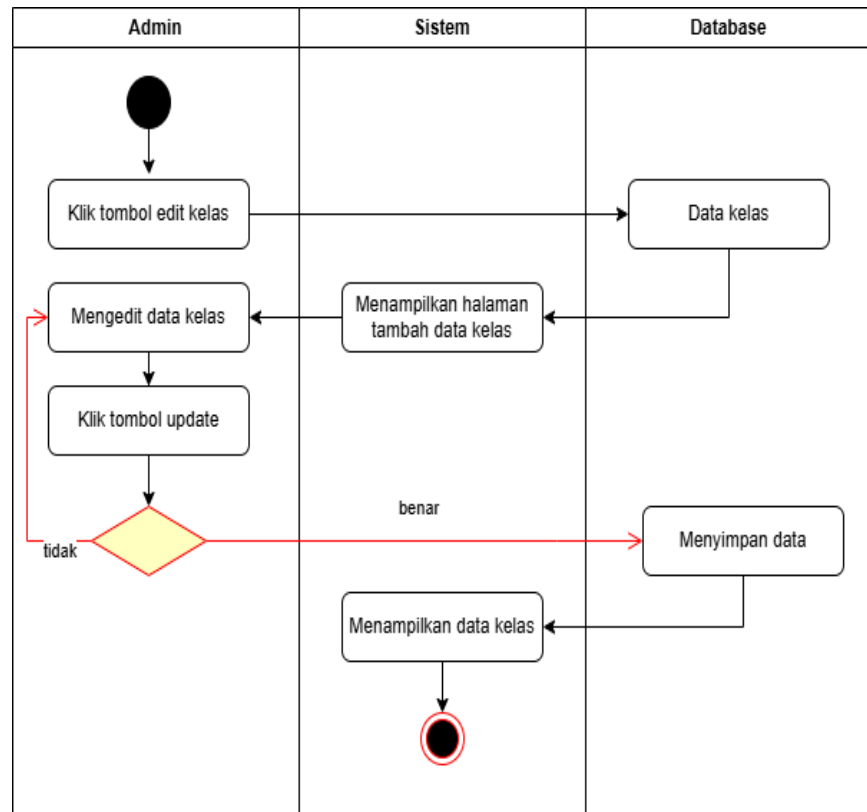 Admin
Sistem
Database
Klik tombol edit kelas
Data kelas
Mengedit data kelas
Menampilkan halaman
tambah data kelas
Klik tombol update
benar
tidak
Menyimpan data
Menampilkan data kelas